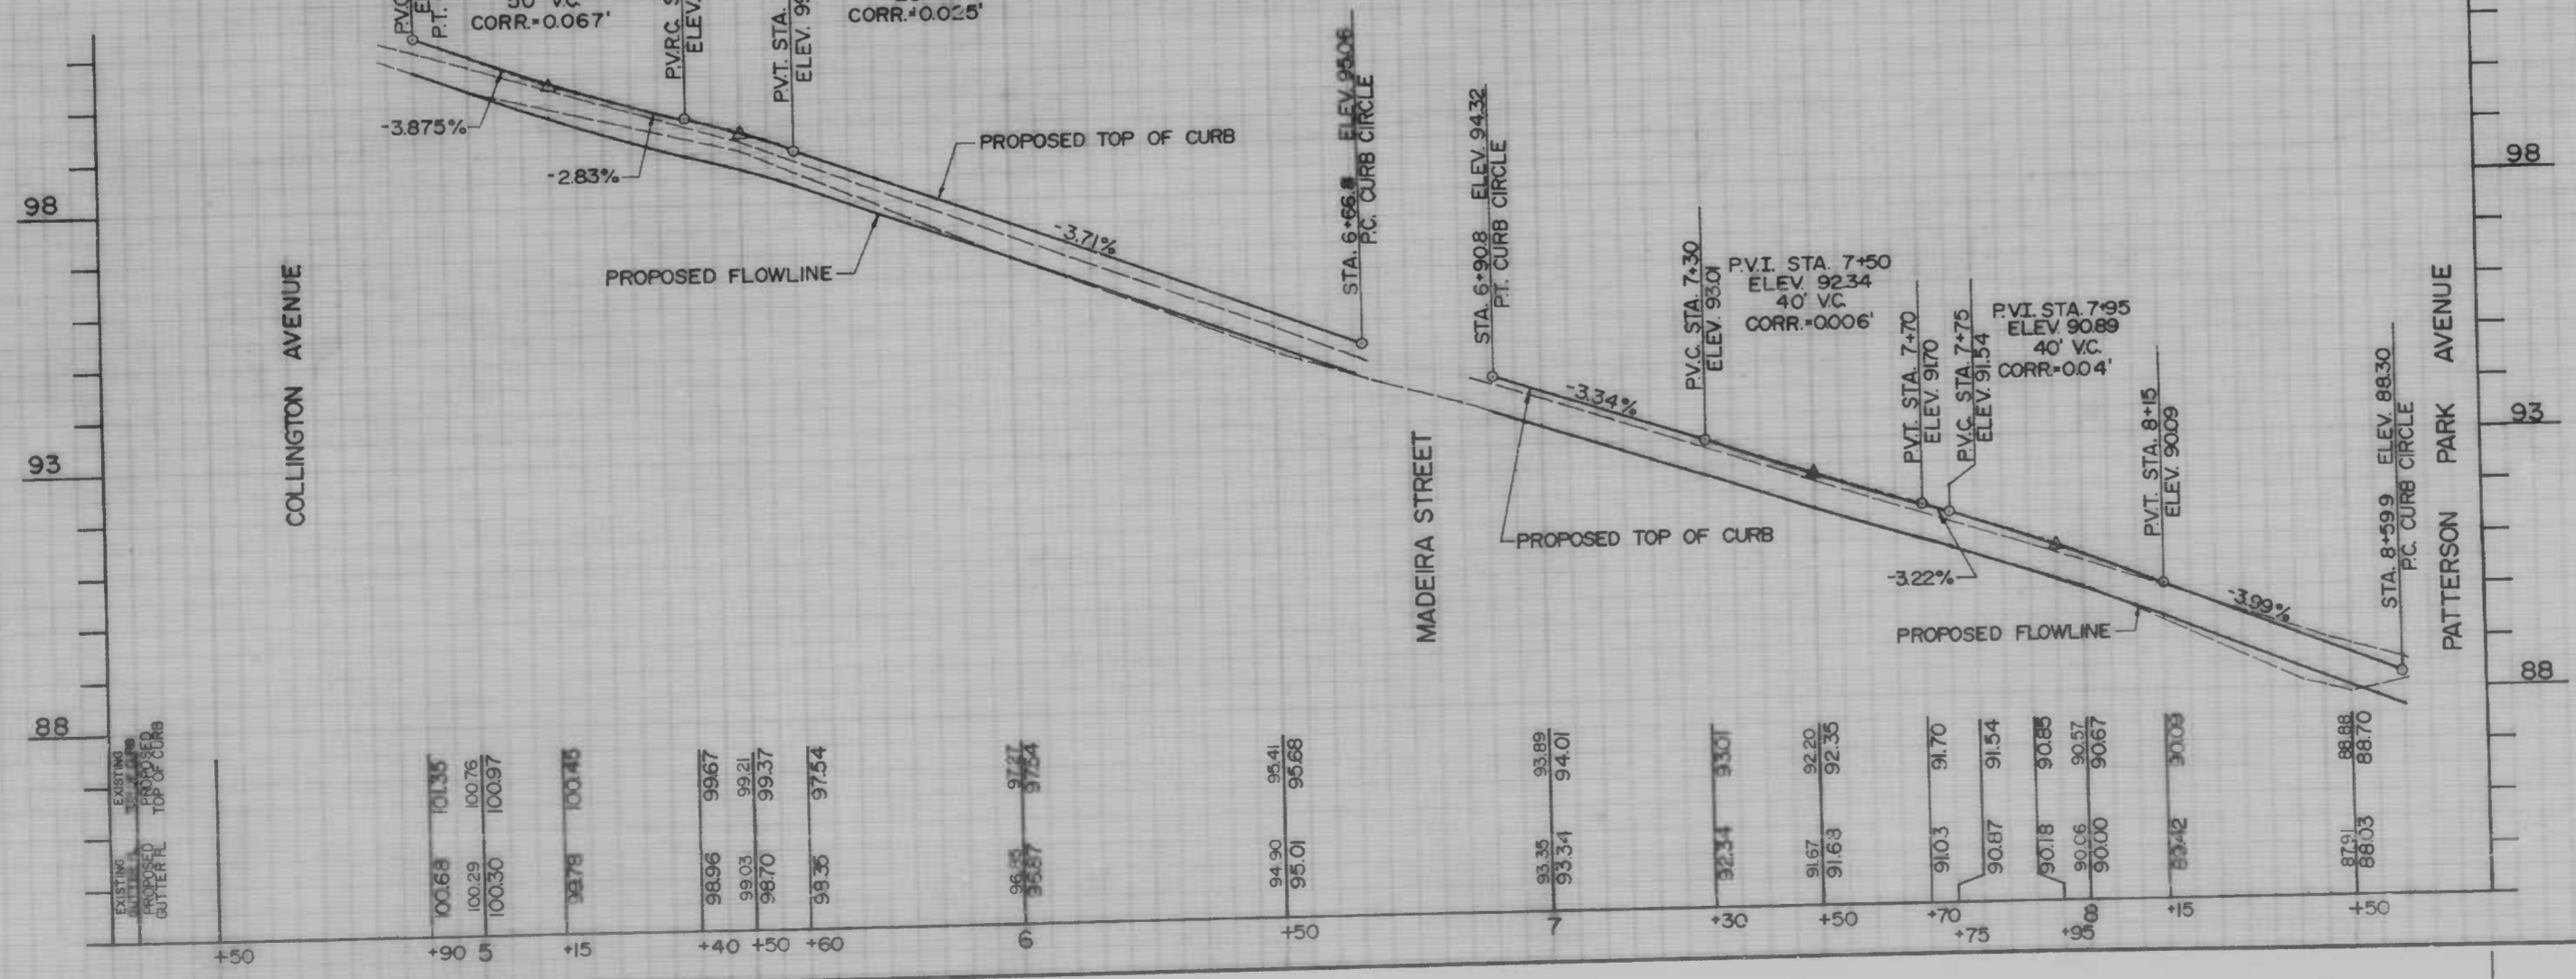 50' V.C.
CORR.=0.067'
CORR.=0.025'
P.V.C.
P.T.
P.V.R.C.
ELEV.
P.V.T. STA.
ELEV.
-3.875%
-2.83%
PROPOSED TOP OF CURB
PROPOSED FLOWLINE
-3.71%
STA. 6+66.8 ELEV. 95.06
P.C. CURB CIRCLE
STA. 6+90.8 ELEV. 94.32
P.T. CURB CIRCLE
-3.34%
P.V.C. STA. 7+30
ELEV. 93.01
P.V.I. STA. 7+50
ELEV. 92.34
40' V.C.
CORR.=0.006'
P.V.T. STA. 7+70
ELEV. 91.70
P.V.C. STA. 7+75
ELEV. 91.54
P.V.I. STA. 7+95
ELEV. 90.89
40' V.C.
CORR.=0.04'
P.V.T. STA. 8+15
ELEV. 90.09
STA. 8+59.9 ELEV. 88.30
P.C. CURB CIRCLE
PROPOSED TOP OF CURB
-3.22%
-3.99%
PROPOSED FLOWLINE
COLLINGTON AVENUE
MADEIRA STREET
PATTERSON PARK AVENUE
98
93
88
98
93
88
EXISTING
PROPOSED
TOP OF CURB
EXISTING
PROPOSED
GUTTER FL
100.68 101.35
100.29 100.76
100.30 100.97
99.78 100.45
98.96 99.67
99.03 99.21
98.70 99.37
98.35 97.54
97.27
97.54
94.90 95.41
95.01 95.68
93.35 93.89
93.34 94.01
92.34 93.01
91.67 92.20
91.68 92.35
91.03 91.70
90.87 91.54
90.18 90.85
90.06 90.57
90.00 90.67
89.42 90.09
87.91 88.88
88.03 88.70
+50
+90
5
+15
+40
+50
+60
6
+50
7
+30
+50
+70
+75
+95
8
+15
+50